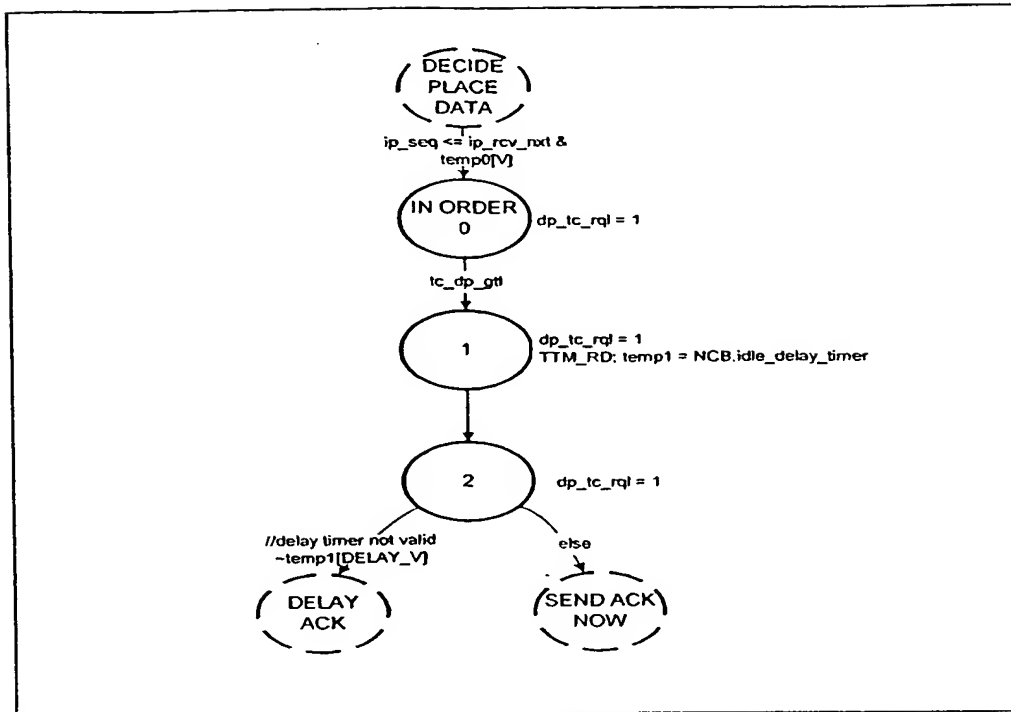 DECIDE
PLACE
DATA
ip_seq <= ip_rcv_nxt &
temp0[V]
IN ORDER
0
dp_tc_rql = 1
tc_dp_gtl
1
dp_tc_rql = 1
TTM_RD; temp1 = NCB.idle_delay_timer
2
dp_tc_rql = 1
//delay timer not valid
~temp1[DELAY_V]
else
DELAY
ACK
SEND ACK
NOW